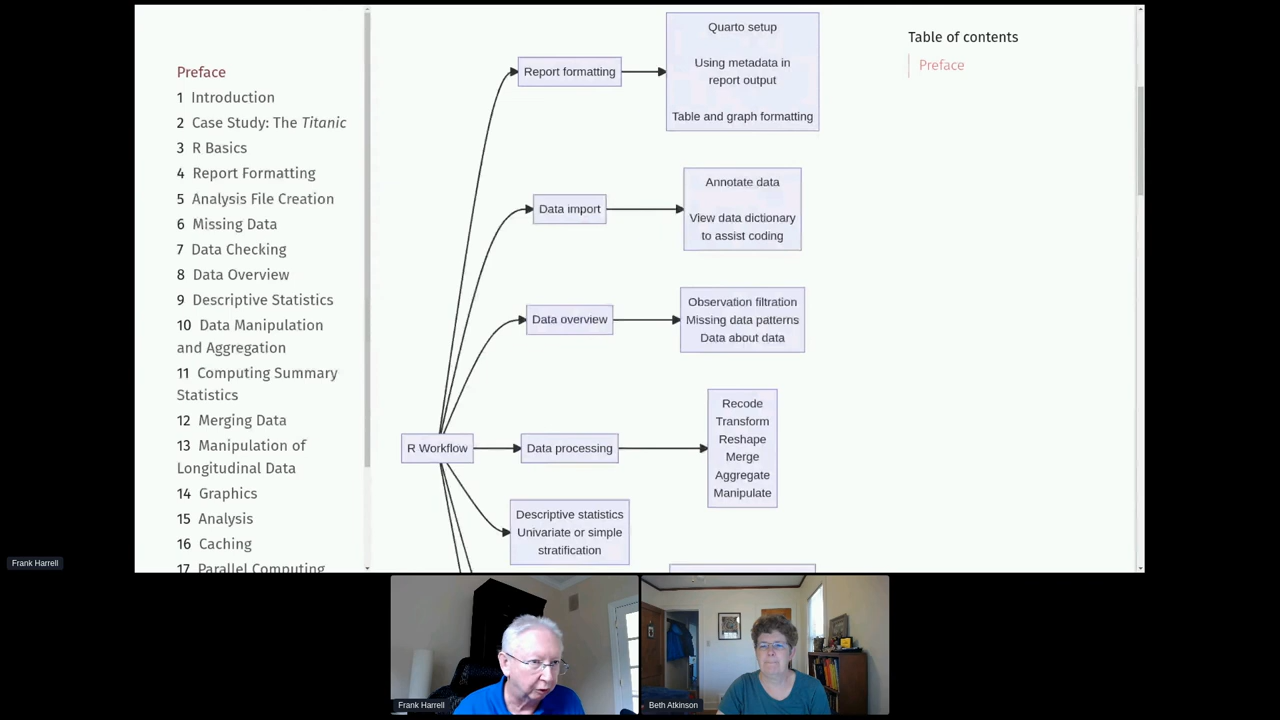 Preface
1 Introduction
2 Case Study: The Titanic
3 R Basics
4 Report Formatting
5 Analysis File Creation
6 Missing Data
7 Data Checking
8 Data Overview
9 Descriptive Statistics
10 Data Manipulation
and Aggregation
11 Computing Summary
Statistics
12 Merging Data
13 Manipulation of
Longitudinal Data
14 Graphics
15 Analysis
16 Caching
17 Parallel Computing
R Workflow
Report formatting
Quarto setup
Using metadata in
report output
Table and graph formatting
Data import
Annotate data
View data dictionary
to assist coding
Data overview
Observation filtration
Missing data patterns
Data about data
Data processing
Recode
Transform
Reshape
Merge
Aggregate
Manipulate
Descriptive statistics
Univariate or simple
stratification
Table of contents
Preface
Frank Harrell
Frank Harrell
Beth Atkinson